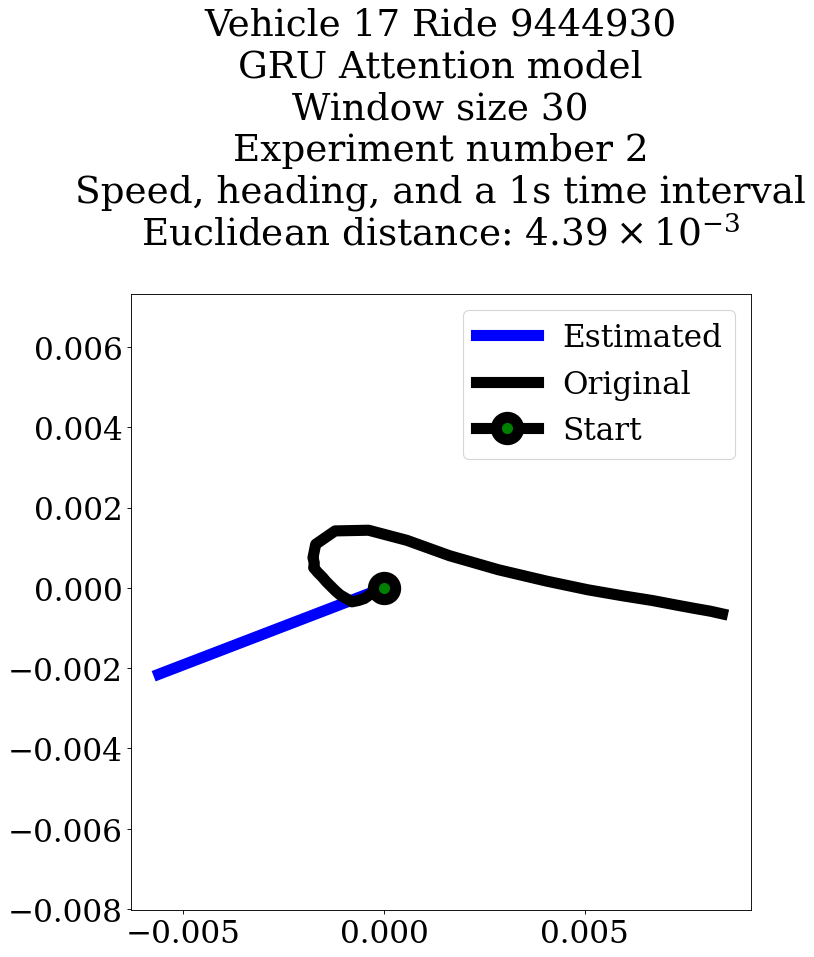 Vehicle 17 Ride 9444930
GRU Attention model
Window size 30
Experiment number 2
Speed, heading, and a 1s time interval
Euclidean distance: 4.39 × 10⁻³
Estimated
Original
Start
0.006
0.004
0.002
0.000
−0.002
−0.004
−0.006
−0.008
−0.005
0.000
0.005